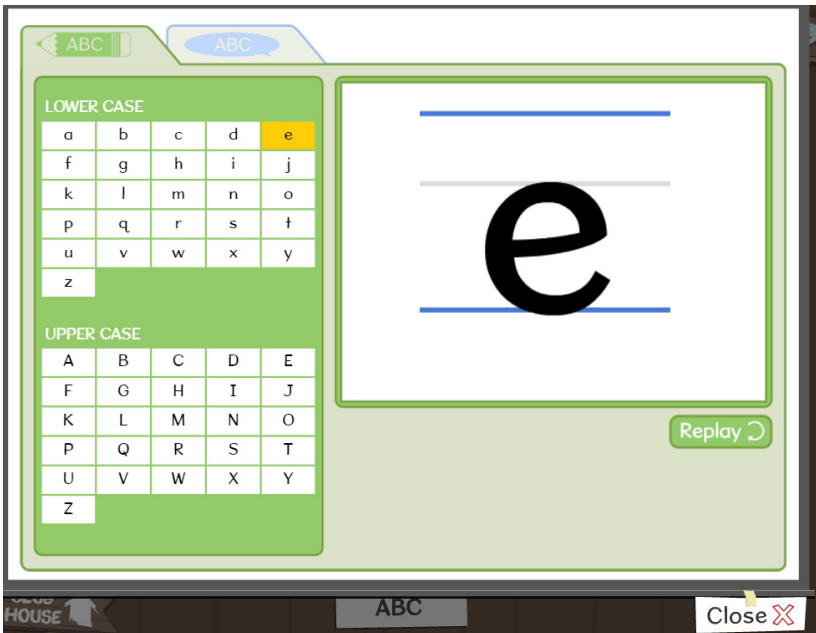 ABC ABC
LOWER CASE
a b c d e
f g h i j
k l m n o
p q r s t
u v w x y
z
UPPER CASE
A B C D E
F G H I J
K L M N O
P Q R S T
U V W X Y
Z
e
Replay
HOUSE
ABC
Close